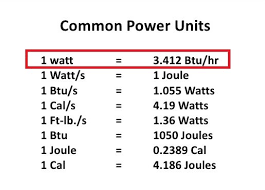 Common Power Units
1 watt = 3.412 Btu/hr
1 Watt/s = 1 Joule
1 Btu/s = 1.055 Watts
1 Cal/s = 4.19 Watts
1 Ft-lb./s = 1.36 Watts
1 Btu = 1050 Joules
1 Joule = 0.2389 Cal
1 Cal = 4.186 Joules